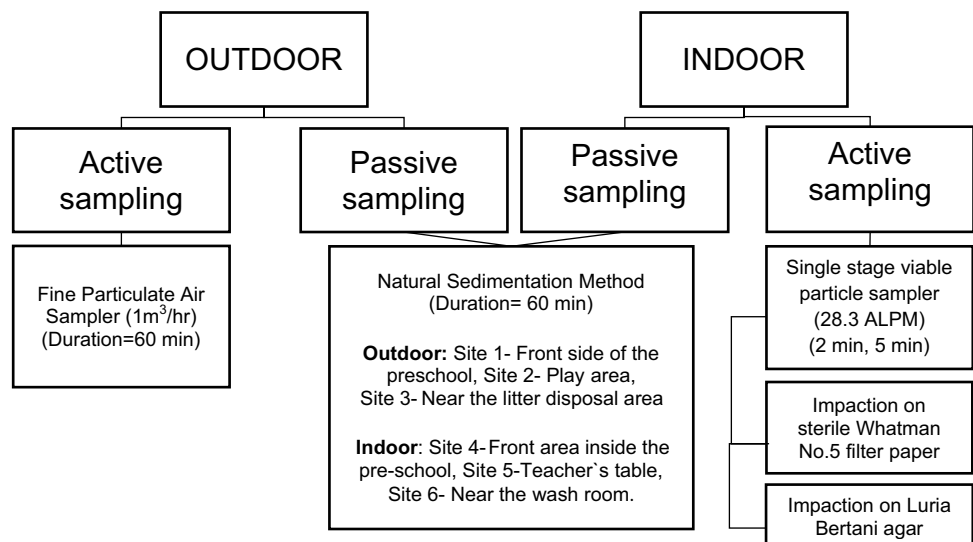 OUTDOOR
INDOOR
Active
sampling
Passive
sampling
Passive
sampling
Active
sampling
Fine Particulate Air
Sampler (1m³/hr)
(Duration=60 min)
Natural Sedimentation Method
(Duration= 60 min)
Outdoor: Site 1- Front side of the
preschool, Site 2- Play area,
Site 3- Near the litter disposal area
Indoor: Site 4-Front area inside the
pre-school, Site 5-Teacher`s table,
Site 6- Near the wash room.
Single stage viable
particle sampler
(28.3 ALPM)
(2 min, 5 min)
Impaction on
sterile Whatman
No.5 filter paper
Impaction on Luria
Bertani agar